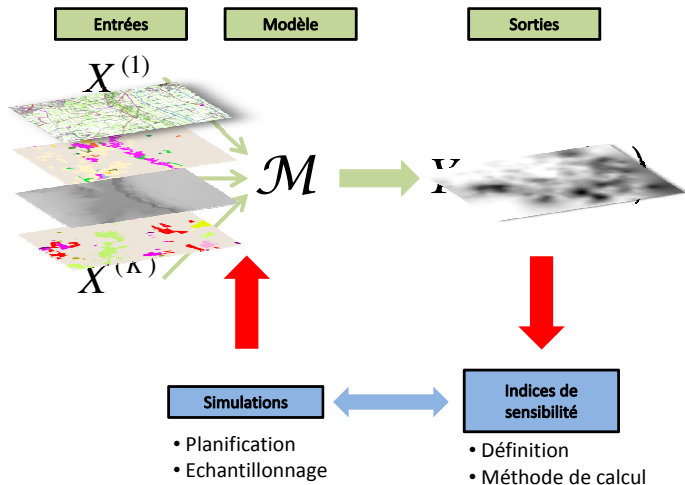 Entrées
Modèle
Sorties
X^(1)
ℳ
X^(K)
Simulations
Indices de
sensibilité
• Planification
• Echantillonnage
• Définition
• Méthode de calcul